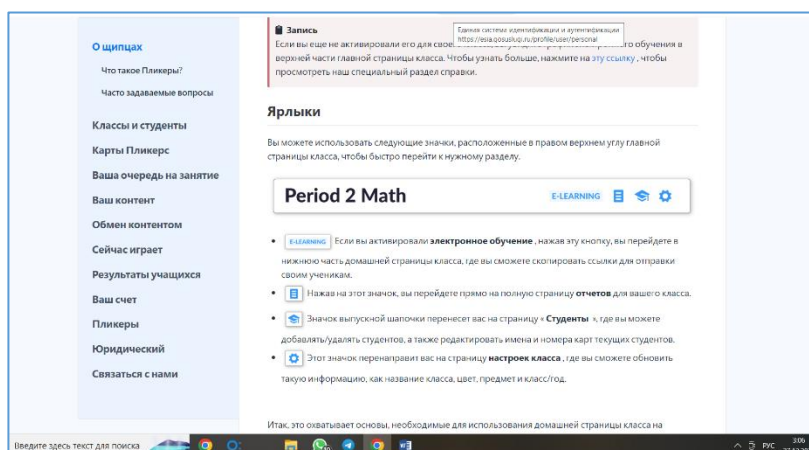 О щипцах
Что такое Пликеры?
Часто задаваемые вопросы
Классы и студенты
Карты Пликерс
Ваша очередь на занятие
Ваш контент
Обмен контентом
Сейчас играет
Результаты учащихся
Ваш счет
Пликеры
Юридический
Связаться с нами
Запись
Единая система идентификации и аутентификации
https://esia.gosuslugi.ru/profile/user/personal
Если вы еще не активировали его для своего обучения в
верхней части главной страницы класса. Чтобы узнать больше, нажмите на эту ссылку , чтобы
просмотреть наш специальный раздел справки.
Ярлыки
Вы можете использовать следующие значки, расположенные в правом верхнем углу главной
страницы класса, чтобы быстро перейти к нужному разделу.
Period 2 Math E-LEARNING
E-LEARNING Если вы активировали электронное обучение , нажав эту кнопку, вы перейдете в
нижнюю часть домашней страницы класса, где вы сможете скопировать ссылки для отправки
своим ученикам.
Нажав на этот значок, вы перейдете прямо на полную страницу отчетов для вашего класса.
Значок выпускной шапочки перенесет вас на страницу « Студенты », где вы можете
добавлять/удалять студентов, а также редактировать имена и номера карт текущих студентов.
Этот значок перенаправит вас на страницу настроек класса , где вы сможете обновить
такую информацию, как название класса, цвет, предмет и класс/год.
Итак, это охватывает основы, необходимые для использования домашней страницы класса на
Введите здесь текст для поиска
РУС
3:06